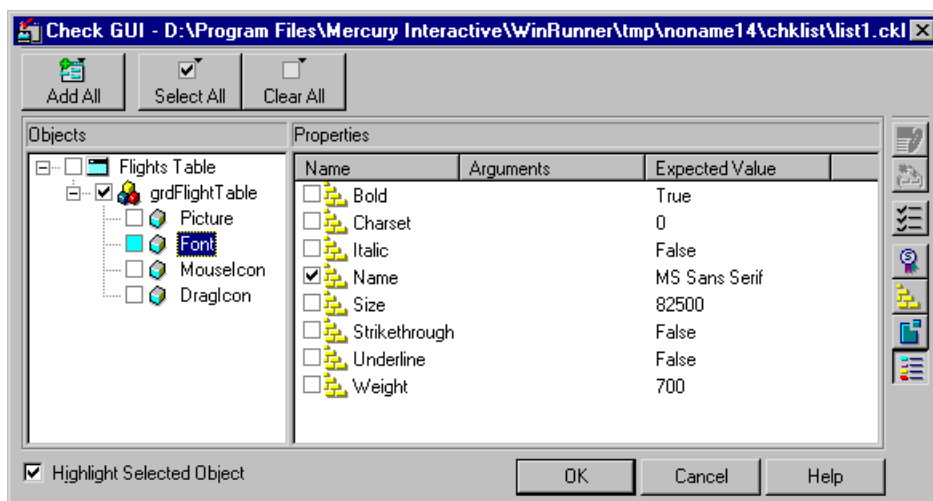 Check GUI - D:\Program Files\Mercury Interactive\WinRunner\tmp\noname14\chklist\list1.ckl
Add All Select All Clear All
Objects Properties
Flights Table
grdFlightTable
Picture
Font
MouseIcon
DragIcon
Name Arguments Expected Value
Bold True
Charset 0
Italic False
Name MS Sans Serif
Size 82500
Strikethrough False
Underline False
Weight 700
Highlight Selected Object OK Cancel Help